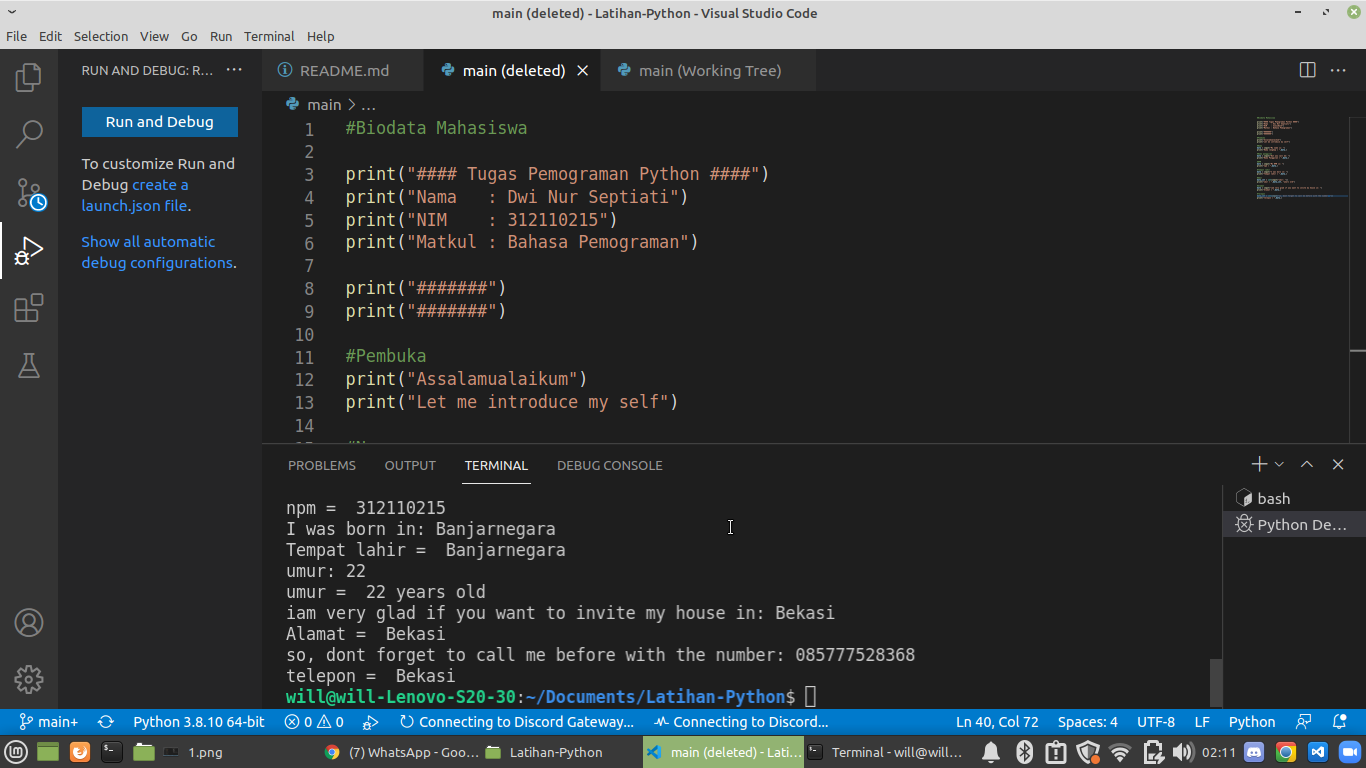 main (deleted) - Latihan-Python - Visual Studio Code
File Edit Selection View Go Run Terminal Help
RUN AND DEBUG: R... ...
README.md
main (deleted)
main (Working Tree)
Run and Debug
To customize Run and
Debug create a
launch.json file.
Show all automatic
debug configurations.
main > ...
1 #Biodata Mahasiswa
2
3 print("#### Tugas Pemograman Python ####")
4 print("Nama   : Dwi Nur Septiati")
5 print("NIM    : 312110215")
6 print("Matkul : Bahasa Pemograman")
7
8 print("#######")
9 print("#######")
10
11 #Pembuka
12 print("Assalamualaikum")
13 print("Let me introduce my self")
14
PROBLEMS OUTPUT TERMINAL DEBUG CONSOLE
npm =  312110215
I was born in: Banjarnegara
Tempat lahir =  Banjarnegara
umur: 22
umur =  22 years old
iam very glad if you want to invite my house in: Bekasi
Alamat =  Bekasi
so, dont forget to call me before with the number: 085777528368
telepon =  Bekasi
will@will-Lenovo-S20-30:~/Documents/Latihan-Python$
bash
Python De...
main+ Python 3.8.10 64-bit 0 0 Connecting to Discord Gateway... Connecting to Discord... Ln 40, Col 72 Spaces: 4 UTF-8 LF Python
1.png (7) WhatsApp - Goo... Latihan-Python main (deleted) - Lati... Terminal - will@will... 02:11